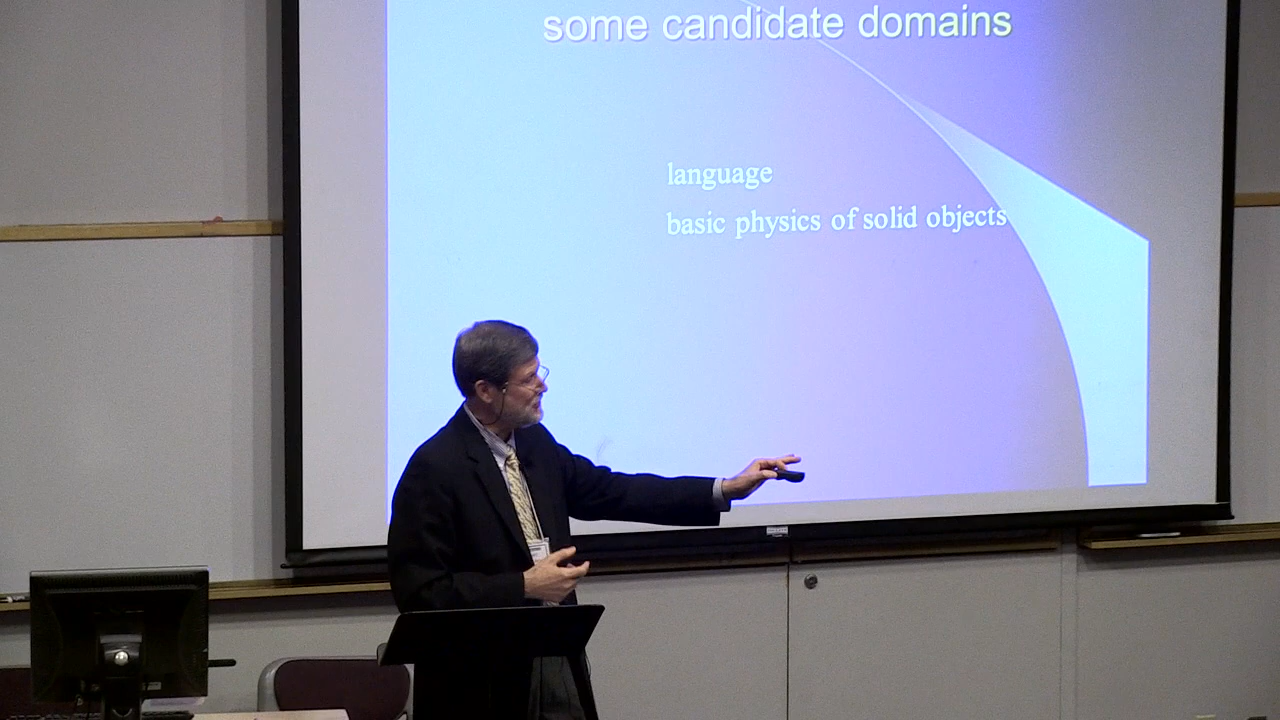 some candidate domains
language
basic physics of solid objects